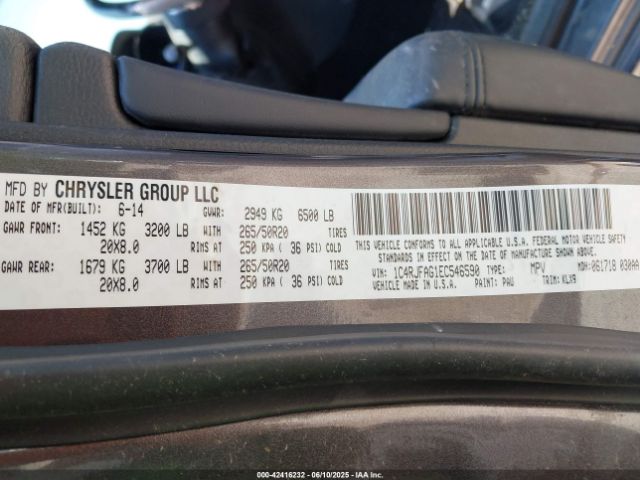 MFD BY CHRYSLER GROUP LLC
DATE OF MFR(BUILT): 6-14 GVWR: 2949 KG 6500 LB
GAWR FRONT: 1452 KG 3200 LB WITH 265/50R20 TIRES
20X8.0 RIMS AT 250 KPA ( 36 PSI) COLD
GAWR REAR: 1679 KG 3700 LB WITH 265/50R20 TIRES
20X8.0 RIMS AT 250 KPA ( 36 PSI) COLD
THIS VEHICLE CONFORMS TO ALL APPLICABLE U.S.A. FEDERAL MOTOR VEHICLE
SAFETY STANDARDS IN EFFECT ON THE DATE OF MANUFACTURE SHOWN ABOVE.
VIN: 1C4RJFAG1EC546590 TYPE: MPV MDH: 061718 030AA
VEHICLE MADE IN U.S.A. PAINT: PAU TRIM: KLX9
000-42416232 - 06/10/2025 - IAA Inc.